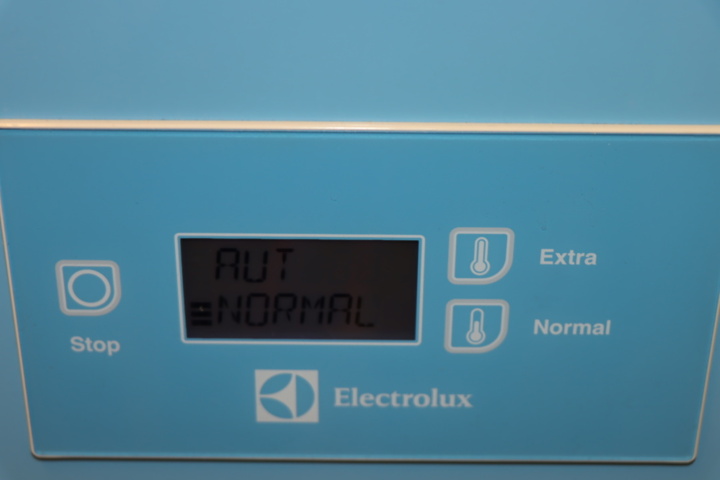 AUT
NORMAL
Extra
Normal
Stop
Electrolux